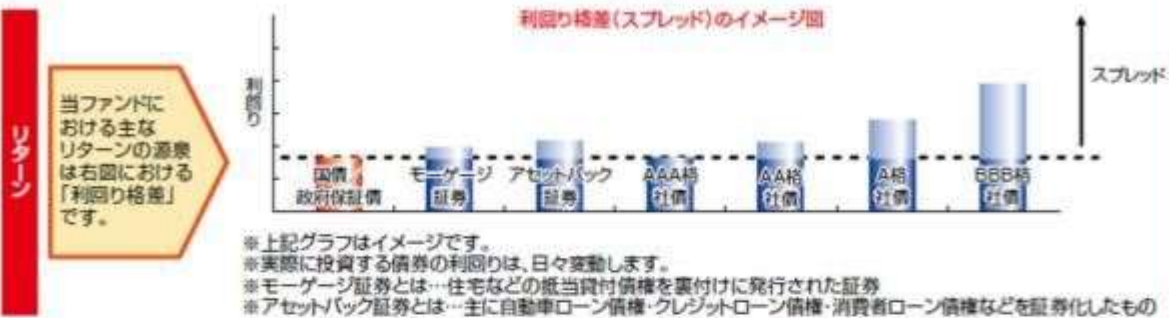 利回り格差(スプレッド)のイメージ図
リターン
当ファンドに
おける主な
リターンの源泉
は右図における
「利回り格差」
です。
利回り
スプレッド
国債
政府保証債
モーゲージ
証券
アセットバック
証券
AAA格
社債
AA格
社債
A格
社債
BBB格
社債
※上記グラフはイメージです。
※実際に投資する債券の利回りは、日々変動します。
※モーゲージ証券とは…住宅などの抵当貸付債権を裏付けに発行された証券
※アセットバック証券とは…主に自動車ローン債権・クレジットローン債権・消費者ローン債権などを証券化したもの